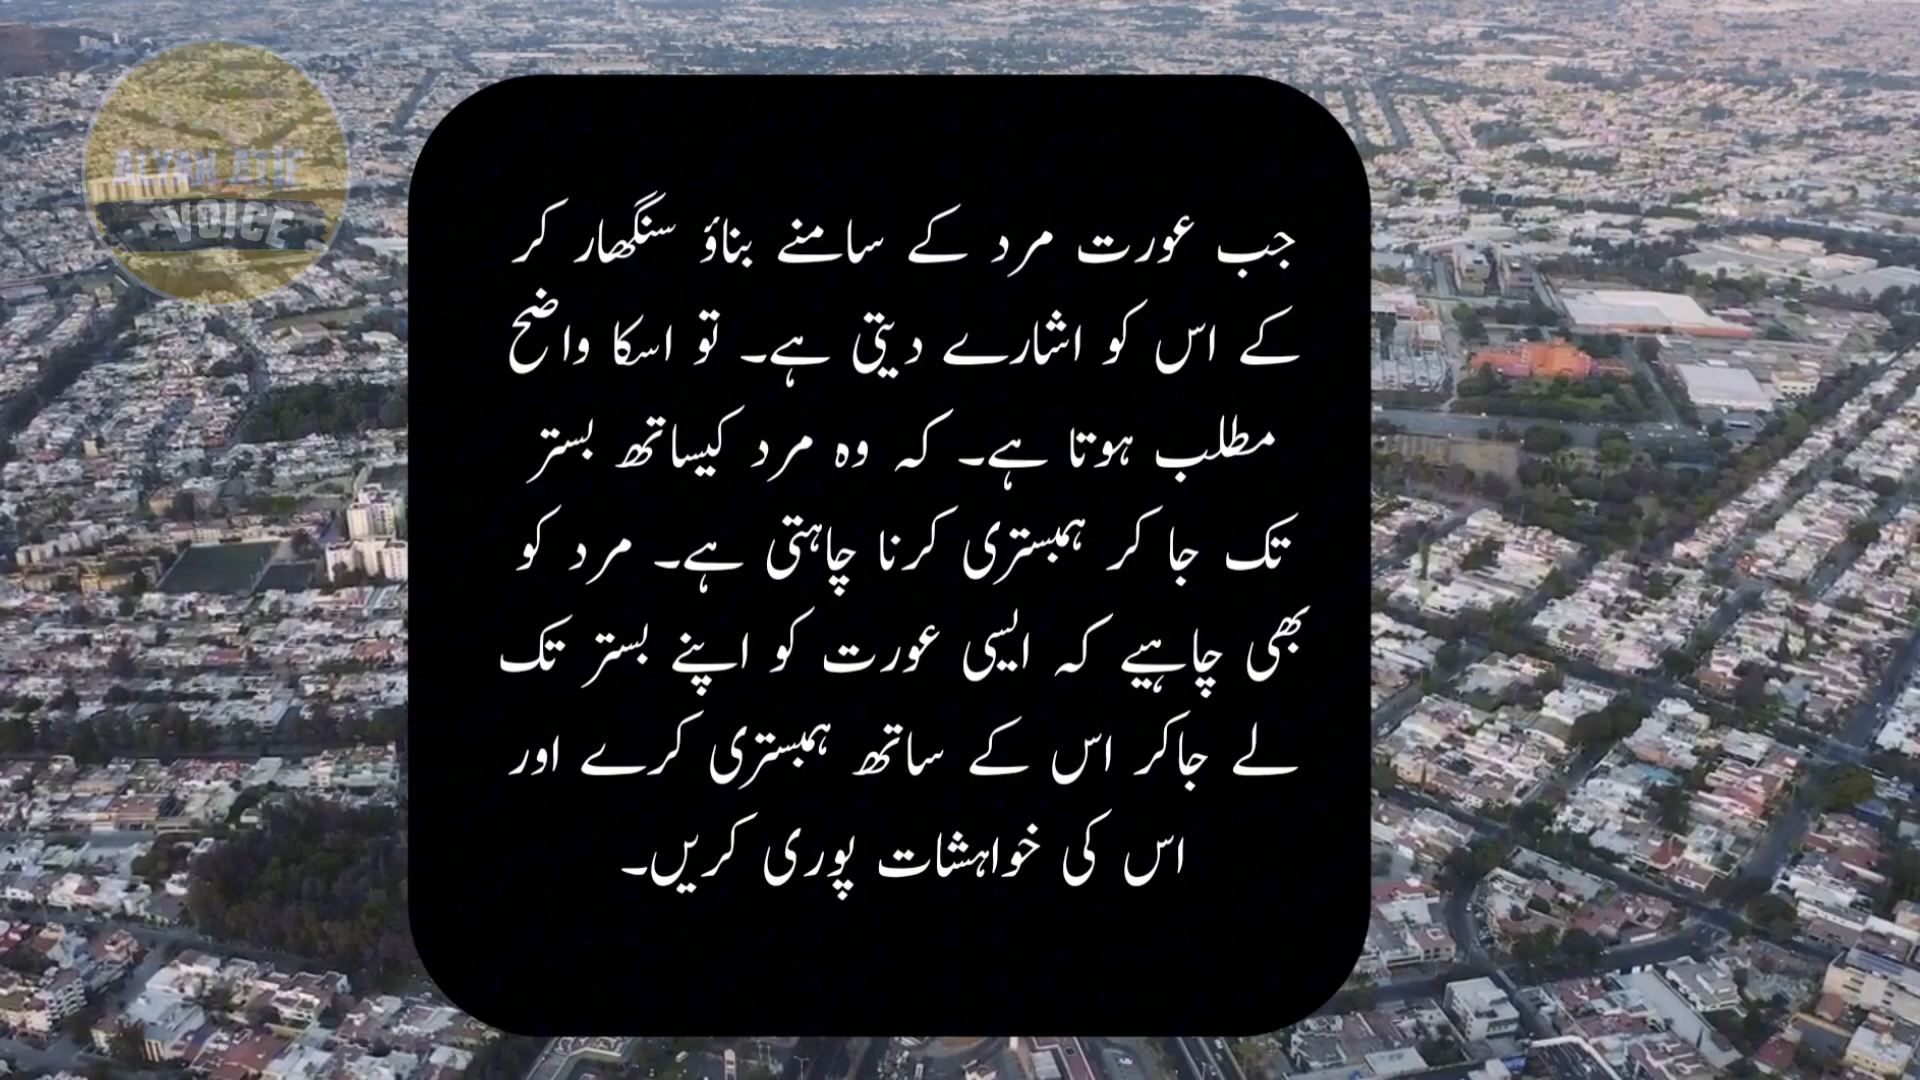 ALYAN ATIF
VOICE
جب عورت مرد کے سامنے بناؤ سنگھار کر
کے اس کو اشارے دیتی ہے۔ تو اسکا واضح
مطلب ہوتا ہے۔ کہ وہ مرد کیساتھ بستر
تک جا کر ہمبستری کرنا چاہتی ہے۔ مرد کو
بھی چاہیے کہ ایسی عورت کو اپنے بستر تک
لے جاکر اس کے ساتھ ہمبستری کرے اور
اس کی خواہشات پوری کریں۔